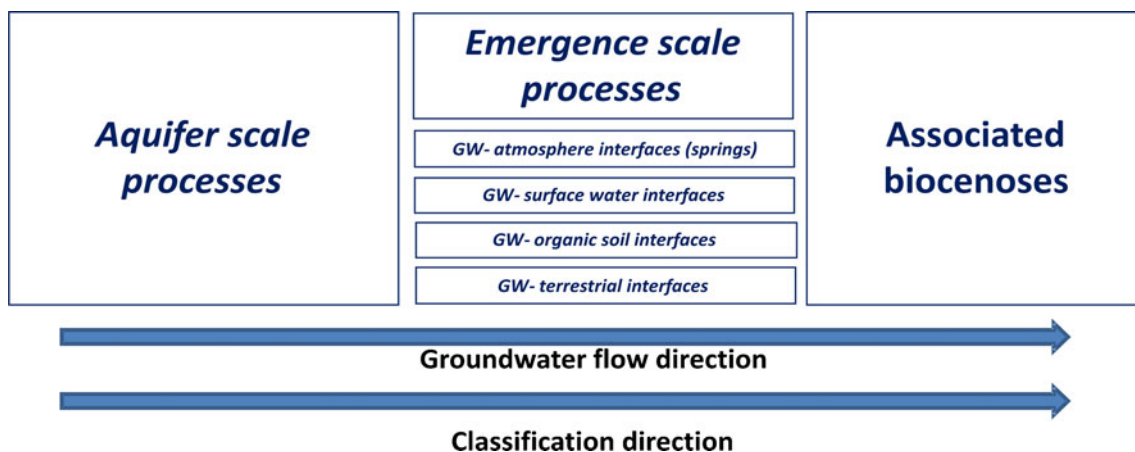 Aquifer scale
processes
Emergence scale
processes
GW- atmosphere interfaces (springs)
GW- surface water interfaces
GW- organic soil interfaces
GW- terrestrial interfaces
Associated
biocenoses
Groundwater flow direction
Classification direction